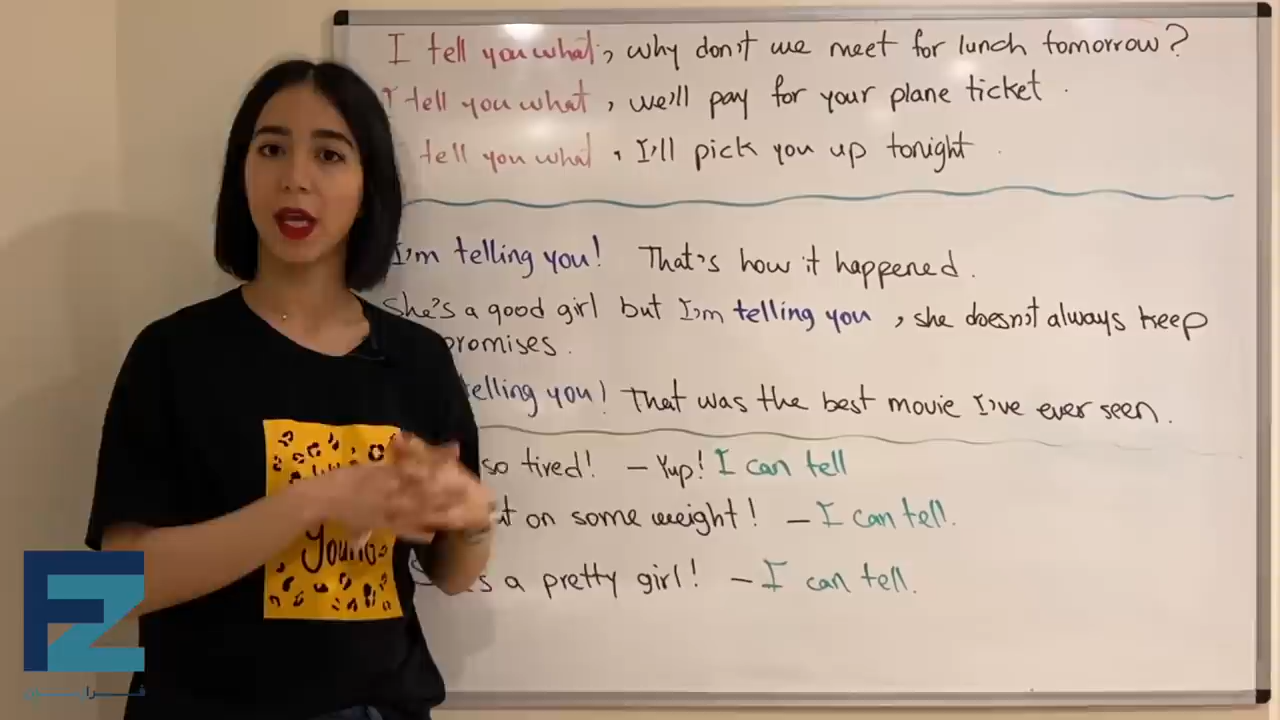 I tell you what, why don't we meet for lunch tomorrow?
I tell you what, we'll pay for your plane ticket.
tell you what, I'll pick you up tonight.
I'm telling you! That's how it happened.
She's a good girl but I'm telling you, she doesn't always keep
promises.
telling you! That was the best movie I've ever seen.
so tired! – Yup! I can tell
on some weight! – I can tell.
a pretty girl! – I can tell.
Young
FZ